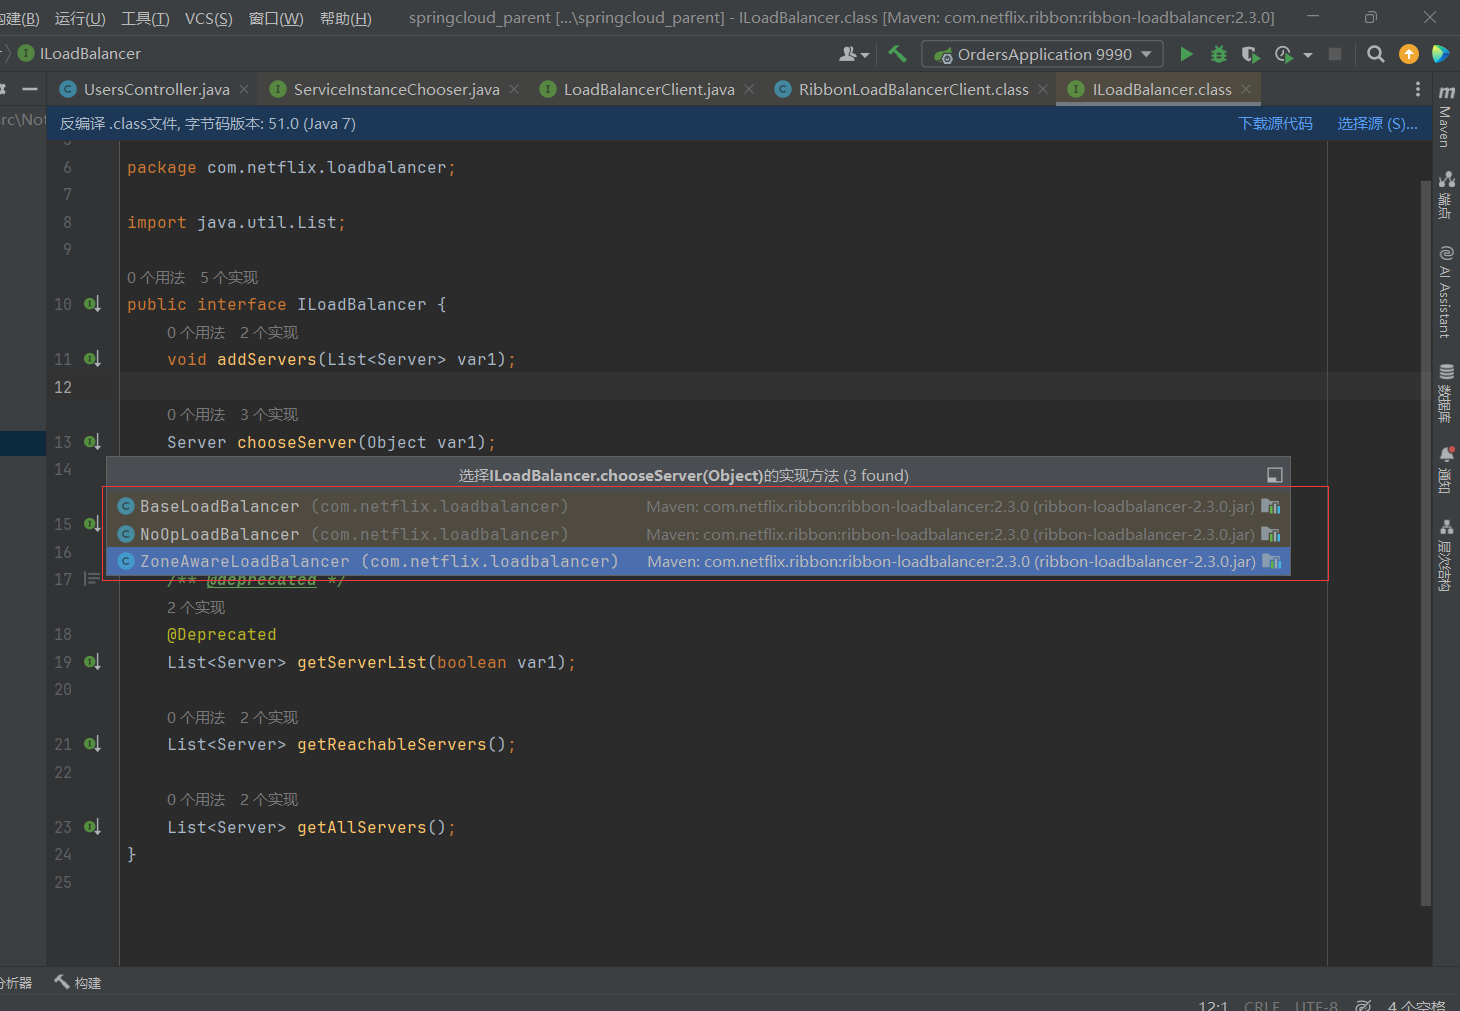 构建(B) 运行(U) 工具(T) VCS(S) 窗口(W) 帮助(H) springcloud_parent [...\springcloud_parent] - ILoadBalancer.class [Maven: com.netflix.ribbon:ribbon-loadbalancer:2.3.0]
ILoadBalancer OrdersApplication 9990
UsersController.java ServiceInstanceChooser.java LoadBalancerClient.java RibbonLoadBalancerClient.class ILoadBalancer.class
rc\Not
反编译 .class文件, 字节码版本: 51.0 (Java 7) 下载源代码 选择源 (S)...
5
6 package com.netflix.loadbalancer;
7
8 import java.util.List;
9
0 个用法 5 个实现
10 public interface ILoadBalancer {
0 个用法 2 个实现
11 void addServers(List<Server> var1);
12
0 个用法 3 个实现
13 Server chooseServer(Object var1);
14
选择ILoadBalancer.chooseServer(Object)的实现方法 (3 found)
BaseLoadBalancer (com.netflix.loadbalancer) Maven: com.netflix.ribbon:ribbon-loadbalancer:2.3.0 (ribbon-loadbalancer-2.3.0.jar)
15
NoOpLoadBalancer (com.netflix.loadbalancer) Maven: com.netflix.ribbon:ribbon-loadbalancer:2.3.0 (ribbon-loadbalancer-2.3.0.jar)
16
ZoneAwareLoadBalancer (com.netflix.loadbalancer) Maven: com.netflix.ribbon:ribbon-loadbalancer:2.3.0 (ribbon-loadbalancer-2.3.0.jar)
17 /** @deprecated */
2 个实现
18 @Deprecated
19 List<Server> getServerList(boolean var1);
20
0 个用法 2 个实现
21 List<Server> getReachableServers();
22
0 个用法 2 个实现
23 List<Server> getAllServers();
24 }
25
Maven
端点
AI Assistant
数据库
通知
层次结构
分析器 构建
12:1 CRLF UTF-8 4 个空格